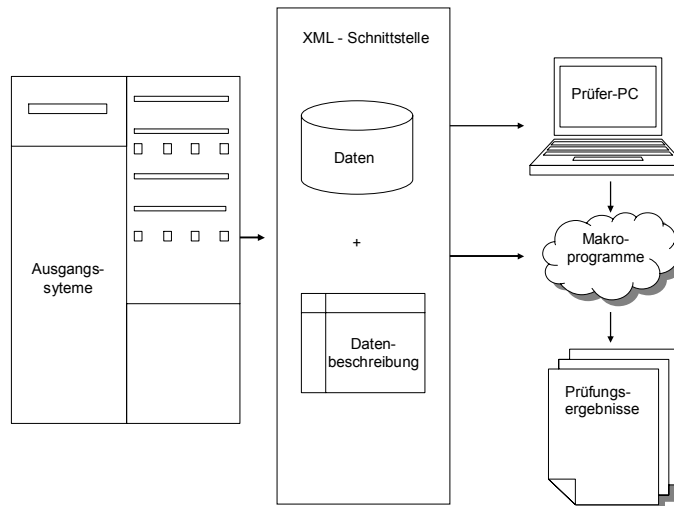 XML - Schnittstelle
Prüfer-PC
Daten
+
Makro-
programme
Ausgangs-
syteme
Daten-
beschreibung
Prüfungs-
ergebnisse